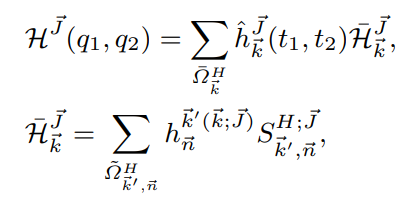 $\mathcal{H}^{\vec{J}}(q_1, q_2) = \sum_{\bar{\Omega}^H_{\vec{k}}} \hat{h}^{\vec{J}}_{\vec{k}}(t_1, t_2) \bar{\mathcal{H}}^{\vec{J}}_{\vec{k}},$
$\bar{\mathcal{H}}^{\vec{J}}_{\vec{k}} = \sum_{\tilde{\Omega}^H_{\vec{k}',\vec{n}}} h^{\vec{k}'(\vec{k};\vec{J})}_{\vec{n}} S^{H;\vec{J}}_{\vec{k}',\vec{n}},$